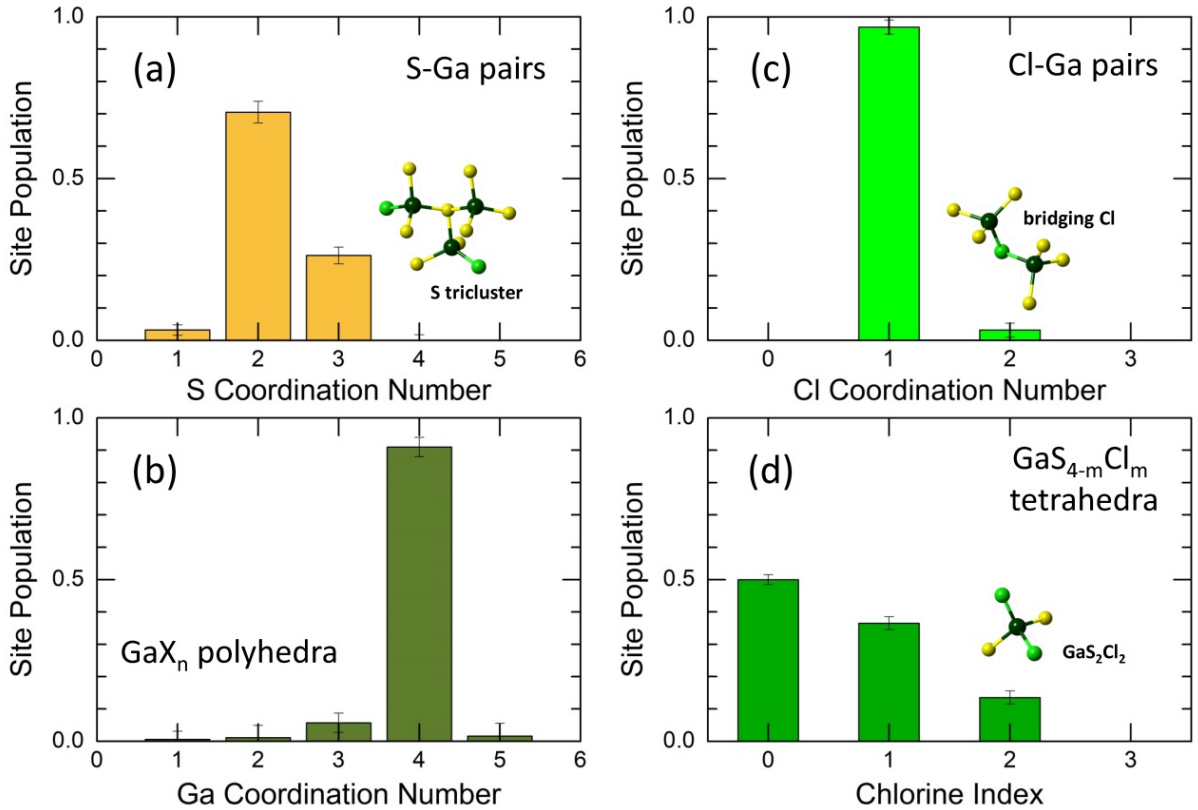 (a)
S-Ga pairs
S tricluster
Site Population
1.0
0.5
0.0
0 1 2 3 4 5 6
S Coordination Number
(c)
Cl-Ga pairs
bridging Cl
Site Population
1.0
0.5
0.0
0 1 2 3
Cl Coordination Number
(b)
GaXn polyhedra
Site Population
1.0
0.5
0.0
0 1 2 3 4 5 6
Ga Coordination Number
(d)
GaS4-mClm
tetrahedra
GaS2Cl2
Site Population
1.0
0.5
0.0
0 1 2 3
Chlorine Index